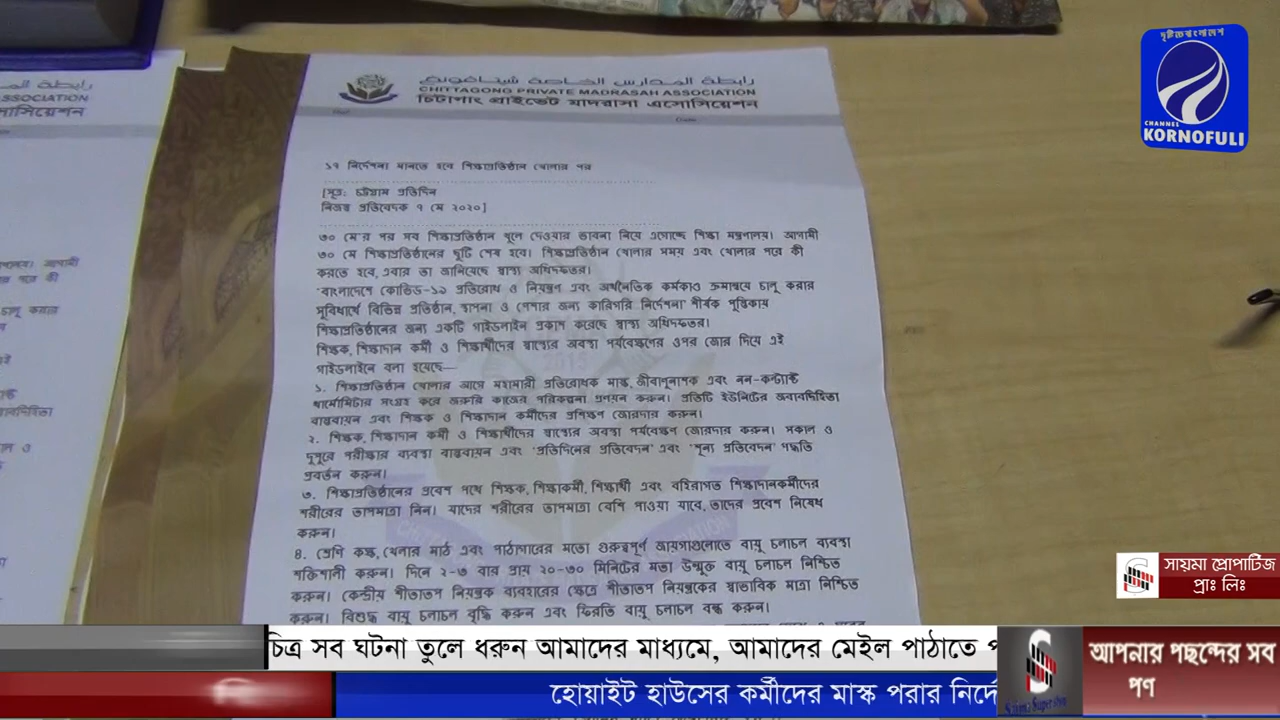 رابطة المدارس الخاصة شيتاغونغ
CHITTAGONG PRIVATE MADRASAH ASSOCIATION
চিটাগাং প্রাইভেট মাদরাসা এসোসিয়েশন
Date
১৭ নির্দেশনা মানতে হবে শিক্ষাপ্রতিষ্ঠান খোলার পর
[সূত্র: চট্টগ্রাম প্রতিদিন
নিজস্ব প্রতিবেদক ৭ মে ২০২০]
৩০ মে'র পর সব শিক্ষাপ্রতিষ্ঠান খুলে দেওয়ার ভাবনা নিয়ে এগোচ্ছে শিক্ষা মন্ত্রণালয়। আগামী
৩০ মে শিক্ষাপ্রতিষ্ঠানের ছুটি শেষ হবে। শিক্ষাপ্রতিষ্ঠান খোলার সময় এবং খোলার পরে কী
করতে হবে, এবার তা জানিয়েছে স্বাস্থ্য অধিদফতর।
'বাংলাদেশে কোভিড-১৯ প্রতিরোধ ও নিয়ন্ত্রণ এবং অর্থনৈতিক কর্মকাণ্ড ক্রমান্বয়ে চালু করার
সুবিধার্থে বিভিন্ন প্রতিষ্ঠান, স্থাপনা ও পেশার জন্য কারিগরি নির্দেশনা' শীর্ষক পুস্তিকায়
শিক্ষাপ্রতিষ্ঠানের জন্য একটি গাইডলাইন প্রকাশ করেছে স্বাস্থ্য অধিদফতর।
শিক্ষক, শিক্ষাদান কর্মী ও শিক্ষার্থীদের স্বাস্থ্যের অবস্থা পর্যবেক্ষণের ওপর জোর দিয়ে এই
গাইডলাইনে বলা হয়েছে—
১. শিক্ষাপ্রতিষ্ঠান খোলার আগে মহামারী প্রতিরোধক মাস্ক, জীবাণুনাশক এবং নন-কন্টাক্ট
থার্মোমিটার সংগ্রহ করে জরুরি কাজের পরিকল্পনা প্রণয়ন করুন। প্রতিটি ইউনিটের জবাবদিহিতা
বাস্তবায়ন এবং শিক্ষক ও শিক্ষাদান কর্মীদের প্রশিক্ষণ জোরদার করুন।
২. শিক্ষক, শিক্ষাদান কর্মী ও শিক্ষার্থীদের স্বাস্থ্যের অবস্থা পর্যবেক্ষণ জোরদার করুন। সকাল ও
দুপুরে পরীক্ষার ব্যবস্থা বাস্তবায়ন এবং 'প্রতিদিনের প্রতিবেদন' এবং 'শূন্য প্রতিবেদন' পদ্ধতি
প্রবর্তন করুন।
৩. শিক্ষাপ্রতিষ্ঠানের প্রবেশ পথে শিক্ষক, শিক্ষাকর্মী, শিক্ষার্থী এবং বহিরাগত শিক্ষাদানকর্মীদের
শরীরের তাপমাত্রা নিন। যাদের শরীরের তাপমাত্রা বেশি পাওয়া যাবে, তাদের প্রবেশ নিষেধ
করুন।
৪. শ্রেণি কক্ষ, খেলার মাঠ এবং পাঠাগারের মতো গুরুত্বপূর্ণ জায়গাগুলোতে বায়ু চলাচল ব্যবস্থা
শক্তিশালী করুন। দিনে ২-৩ বার প্রায় ২০-৩০ মিনিটের মতা উন্মুক্ত বায়ু চলাচল নিশ্চিত
করুন। কেন্দ্রীয় শীতাতপ নিয়ন্ত্রক ব্যবহারের ক্ষেত্রে শীতাতপ নিয়ন্ত্রকের স্বাভাবিক মাত্রা নিশ্চিত
করুন। বিশুদ্ধ বায়ু চলাচল বৃদ্ধি করুন এবং ফিরতি বায়ু চলাচল বন্ধ করুন।
দৃষ্টিতে বাংলাদেশ
CHANNEL
KORNOFULI
সায়মা প্রোপার্টিজ
প্রাঃ লিঃ
চিত্র সব ঘটনা তুলে ধরুন আমাদের মাধ্যমে, আমাদের মেইল পাঠাতে
হোয়াইট হাউসের কর্মীদের মাস্ক পরার
আপনার পছন্দের সব
পণ